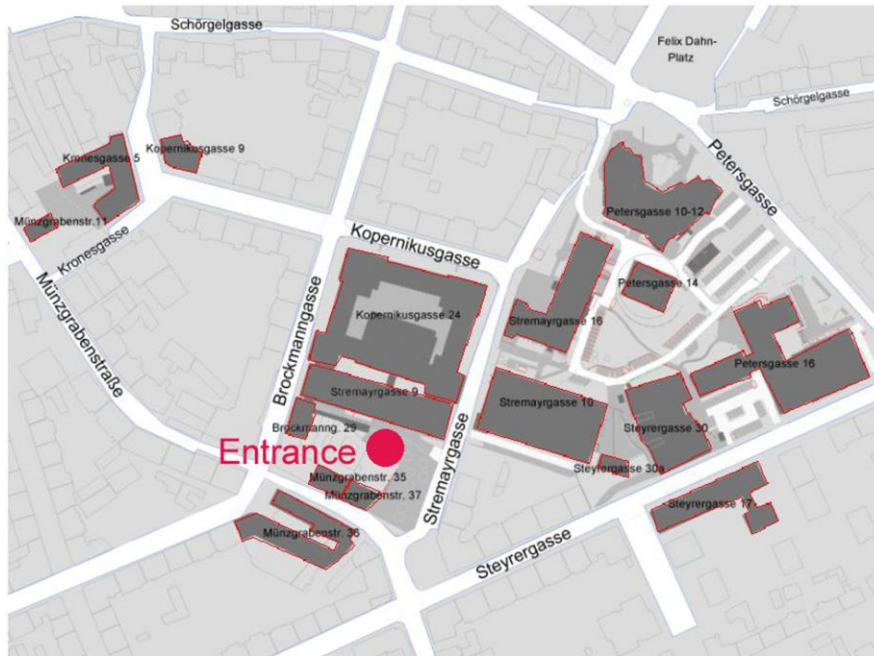 Schörgelgasse
Felix Dahn-
Platz
Schörgelgasse
Kopernikusgasse 9
Kronesgasse 5
Petersgasse
Petersgasse 10-12
Münzgrabenstr.11
Kronesgasse
Kopernikusgasse
Petersgasse 14
Münzgrabenstraße
Brockmanngasse
Kopernikusgasse 24
Stremayrgasse 16
Petersgasse 16
Stremayrgasse 9
Stremayrgasse 10
Brockmanng. 29
Steyrergasse 30
Entrance
Stremayrgasse
Steyrergasse 30a
Münzgrabenstr. 35
Münzgrabenstr. 37
Steyrergasse 17
Münzgrabenstr. 36
Steyrergasse